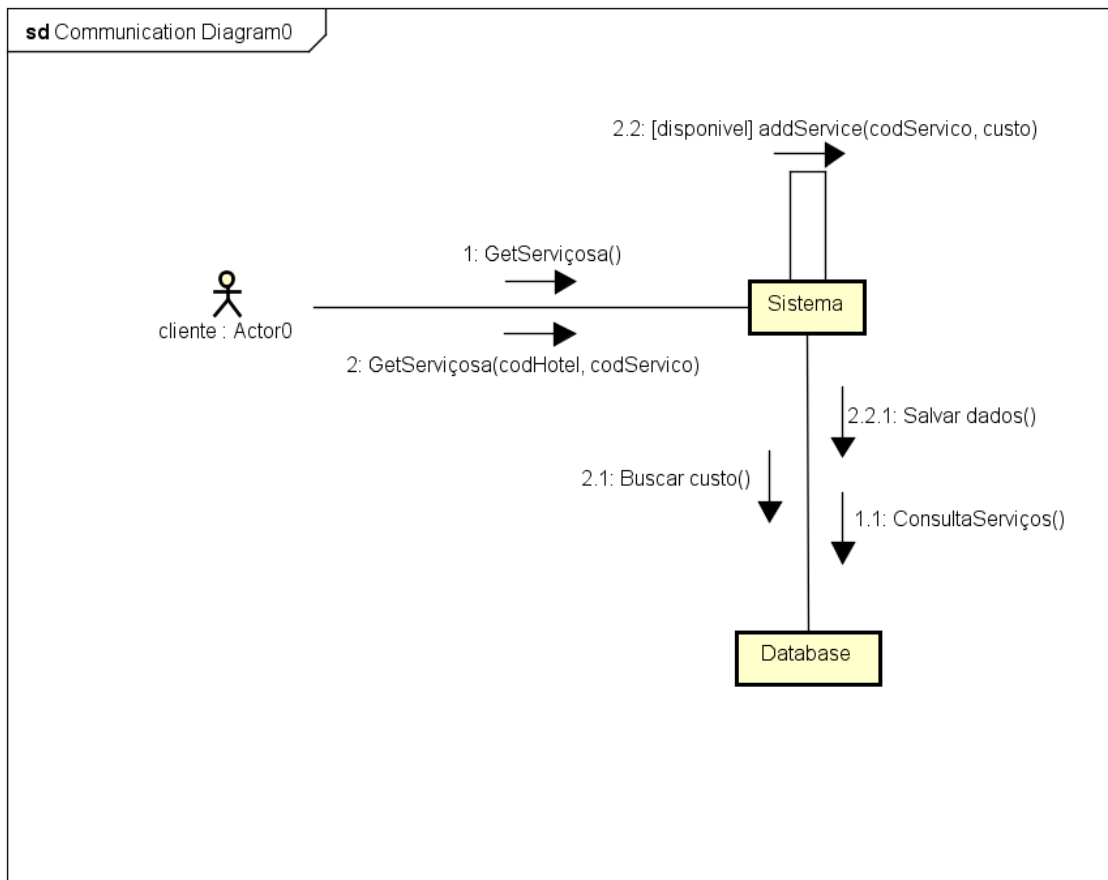 sd Communication Diagram0
2.2: [disponivel] addService(codServico, custo)
1: GetServiçosa()
Sistema
cliente : Actor0
2: GetServiçosa(codHotel, codServico)
2.2.1: Salvar dados()
2.1: Buscar custo()
1.1: ConsultaServiços()
Database